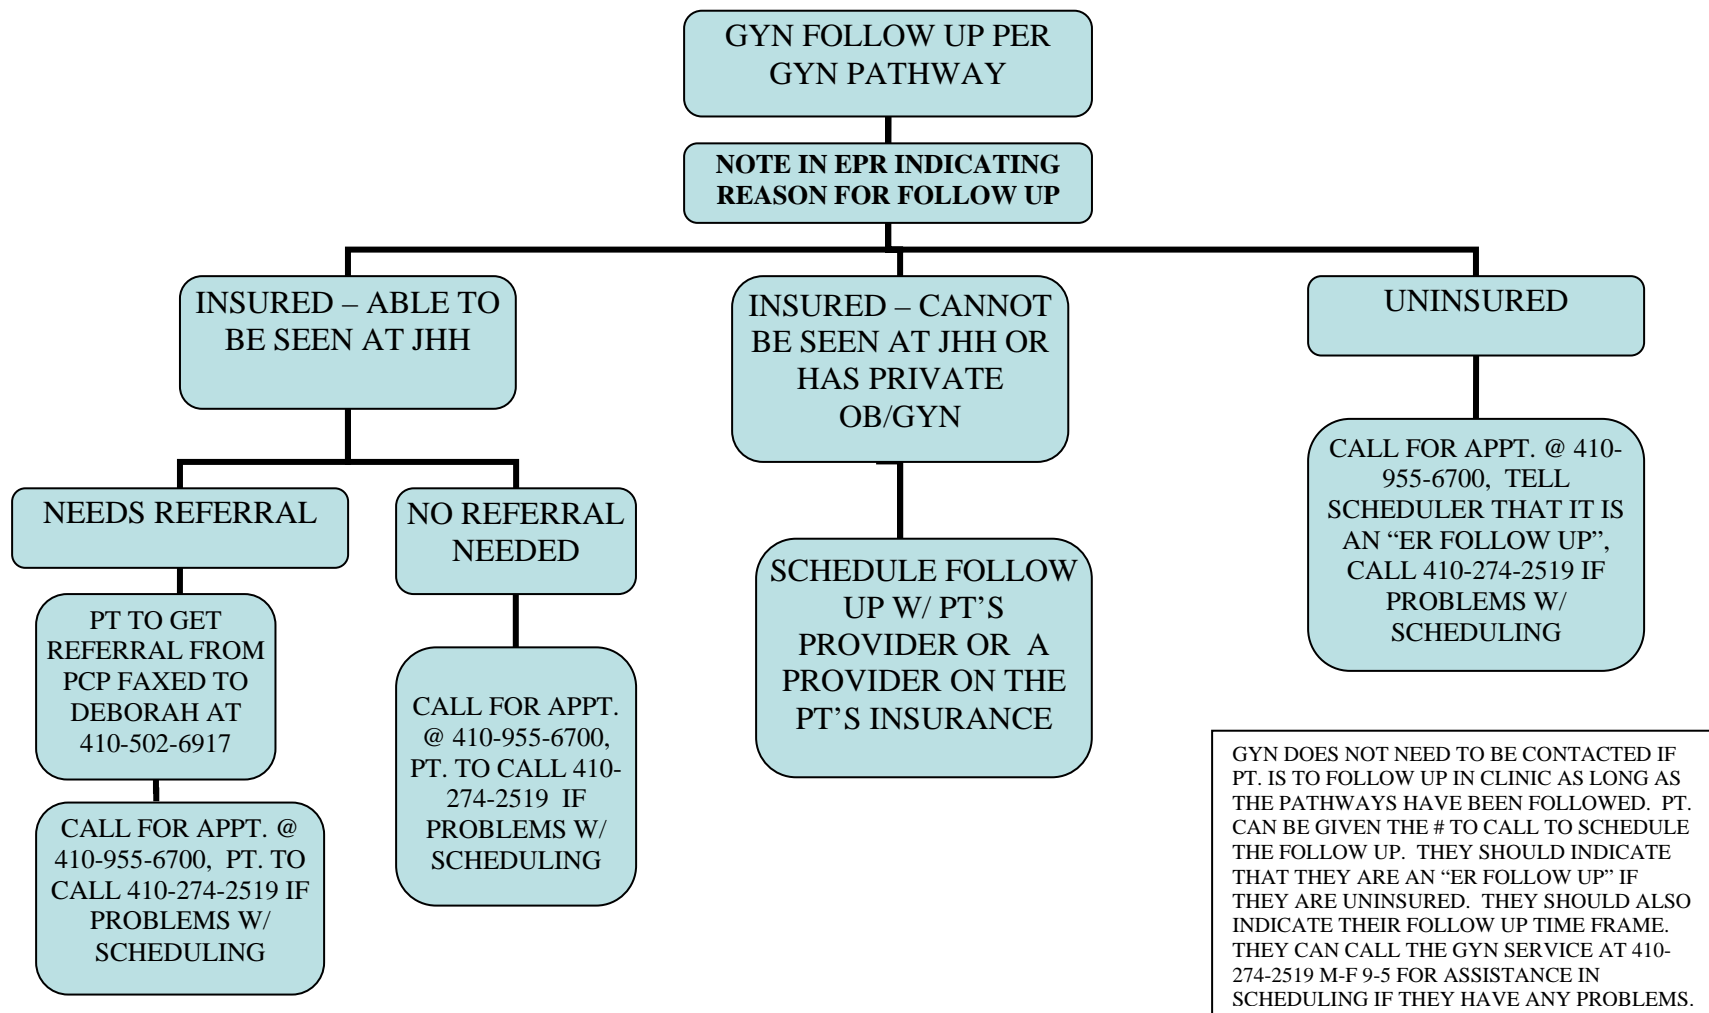 GYN FOLLOW UP PER
GYN PATHWAY
NOTE IN EPR INDICATING
REASON FOR FOLLOW UP
INSURED – ABLE TO
BE SEEN AT JHH
INSURED – CANNOT
BE SEEN AT JHH OR
HAS PRIVATE
OB/GYN
UNINSURED
NEEDS REFERRAL
NO REFERRAL
NEEDED
PT TO GET
REFERRAL FROM
PCP FAXED TO
DEBORAH AT
410-502-6917
CALL FOR APPT. @
410-955-6700, PT. TO
CALL 410-274-2519 IF
PROBLEMS W/
SCHEDULING
CALL FOR APPT.
@ 410-955-6700,
PT. TO CALL 410-
274-2519 IF
PROBLEMS W/
SCHEDULING
SCHEDULE FOLLOW
UP W/ PT’S
PROVIDER OR A
PROVIDER ON THE
PT’S INSURANCE
CALL FOR APPT. @ 410-
955-6700, TELL
SCHEDULER THAT IT IS
AN “ER FOLLOW UP”,
CALL 410-274-2519 IF
PROBLEMS W/
SCHEDULING
GYN DOES NOT NEED TO BE CONTACTED IF
PT. IS TO FOLLOW UP IN CLINIC AS LONG AS
THE PATHWAYS HAVE BEEN FOLLOWED. PT.
CAN BE GIVEN THE # TO CALL TO SCHEDULE
THE FOLLOW UP. THEY SHOULD INDICATE
THAT THEY ARE AN “ER FOLLOW UP” IF
THEY ARE UNINSURED. THEY SHOULD ALSO
INDICATE THEIR FOLLOW UP TIME FRAME.
THEY CAN CALL THE GYN SERVICE AT 410-
274-2519 M-F 9-5 FOR ASSISTANCE IN
SCHEDULING IF THEY HAVE ANY PROBLEMS.